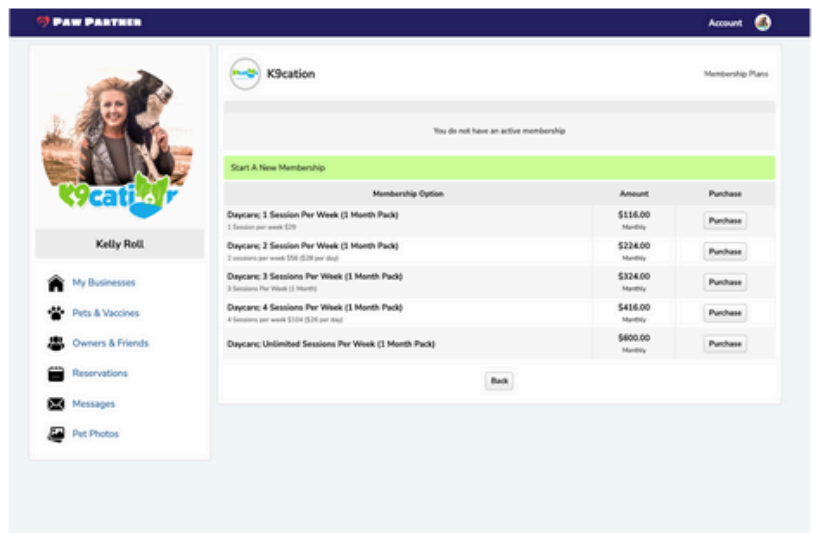 PAW PARTNER
Account
K9cation
Kelly Roll
My Businesses
Pets & Vaccines
Owners & Friends
Reservations
Messages
Pet Photos
K9cation
Membership Plans
You do not have an active membership
Start A New Membership
Membership Option Amount Purchase
Daycare; 1 Session Per Week (1 Month Pack) $116.00 Purchase
1 Session per week $29 Monthly
Daycare; 2 Session Per Week (1 Month Pack) $224.00 Purchase
2 sessions per week $56 ($28 per day) Monthly
Daycare; 3 Sessions Per Week (1 Month Pack) $324.00 Purchase
3 Sessions Per Week (1 Month) Monthly
Daycare; 4 Sessions Per Week (1 Month Pack) $416.00 Purchase
4 Sessions per week $104 ($26 per day) Monthly
Daycare; Unlimited Sessions Per Week (1 Month Pack) $600.00 Purchase
Monthly
Back